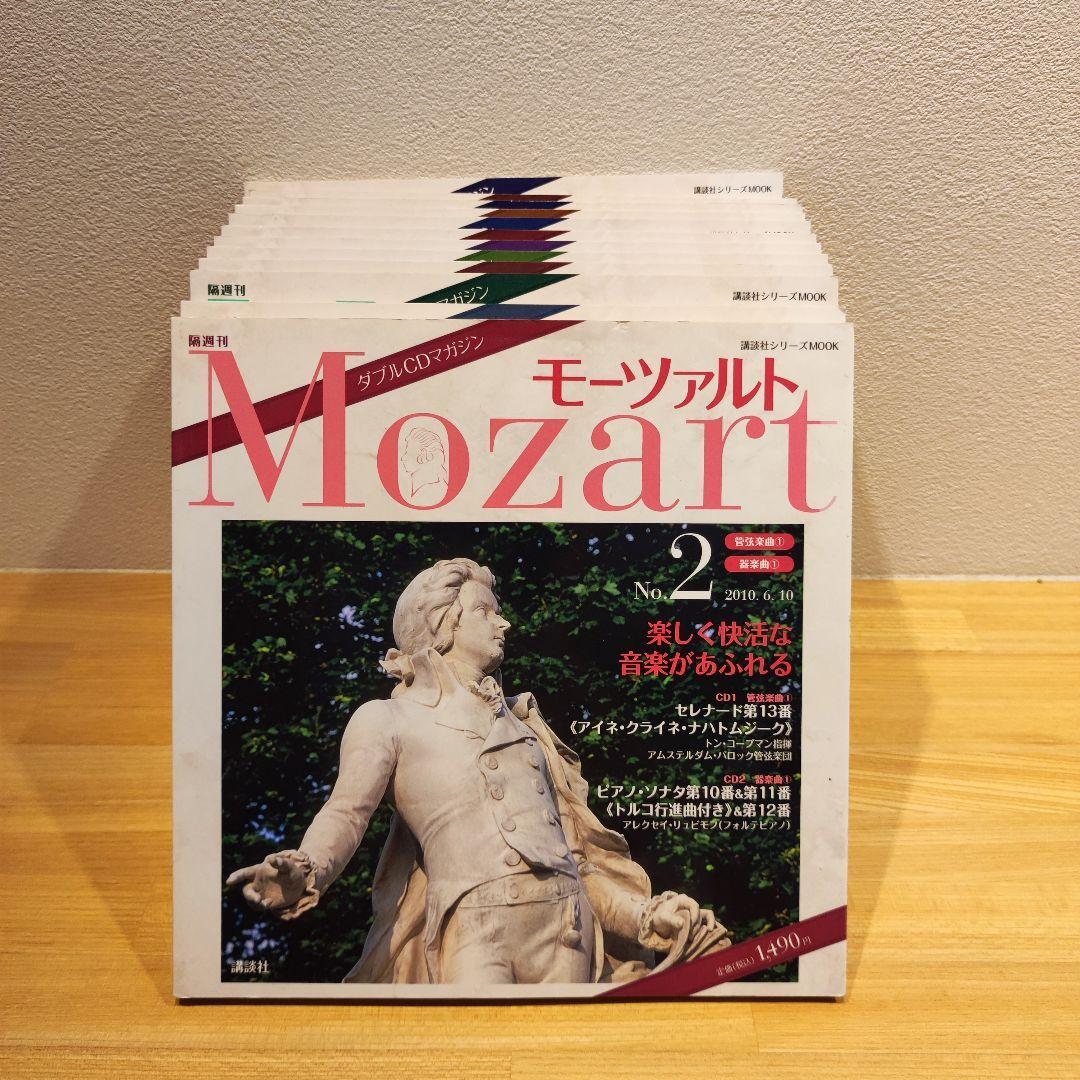 講談社シリーズMOOK
隔週刊
マガジン
講談社シリーズMOOK
隔週刊
ダブルCDマガジン
講談社シリーズMOOK
モーツァルト
Mozart
No.2
管弦楽曲①
器楽曲①
2010. 6. 10
楽しく快活な
音楽があふれる
CD1 管弦楽曲①
セレナード第13番
《アイネ・クライネ・ナハトムジーク》
トン・コープマン指揮
アムステルダム・バロック管弦楽団
CD2 器楽曲①
ピアノ・ソナタ第10番&第11番
《トルコ行進曲付き》&第12番
アレクセイ・リュビモフ(フォルテピアノ)
講談社
定価(税込)1,490円